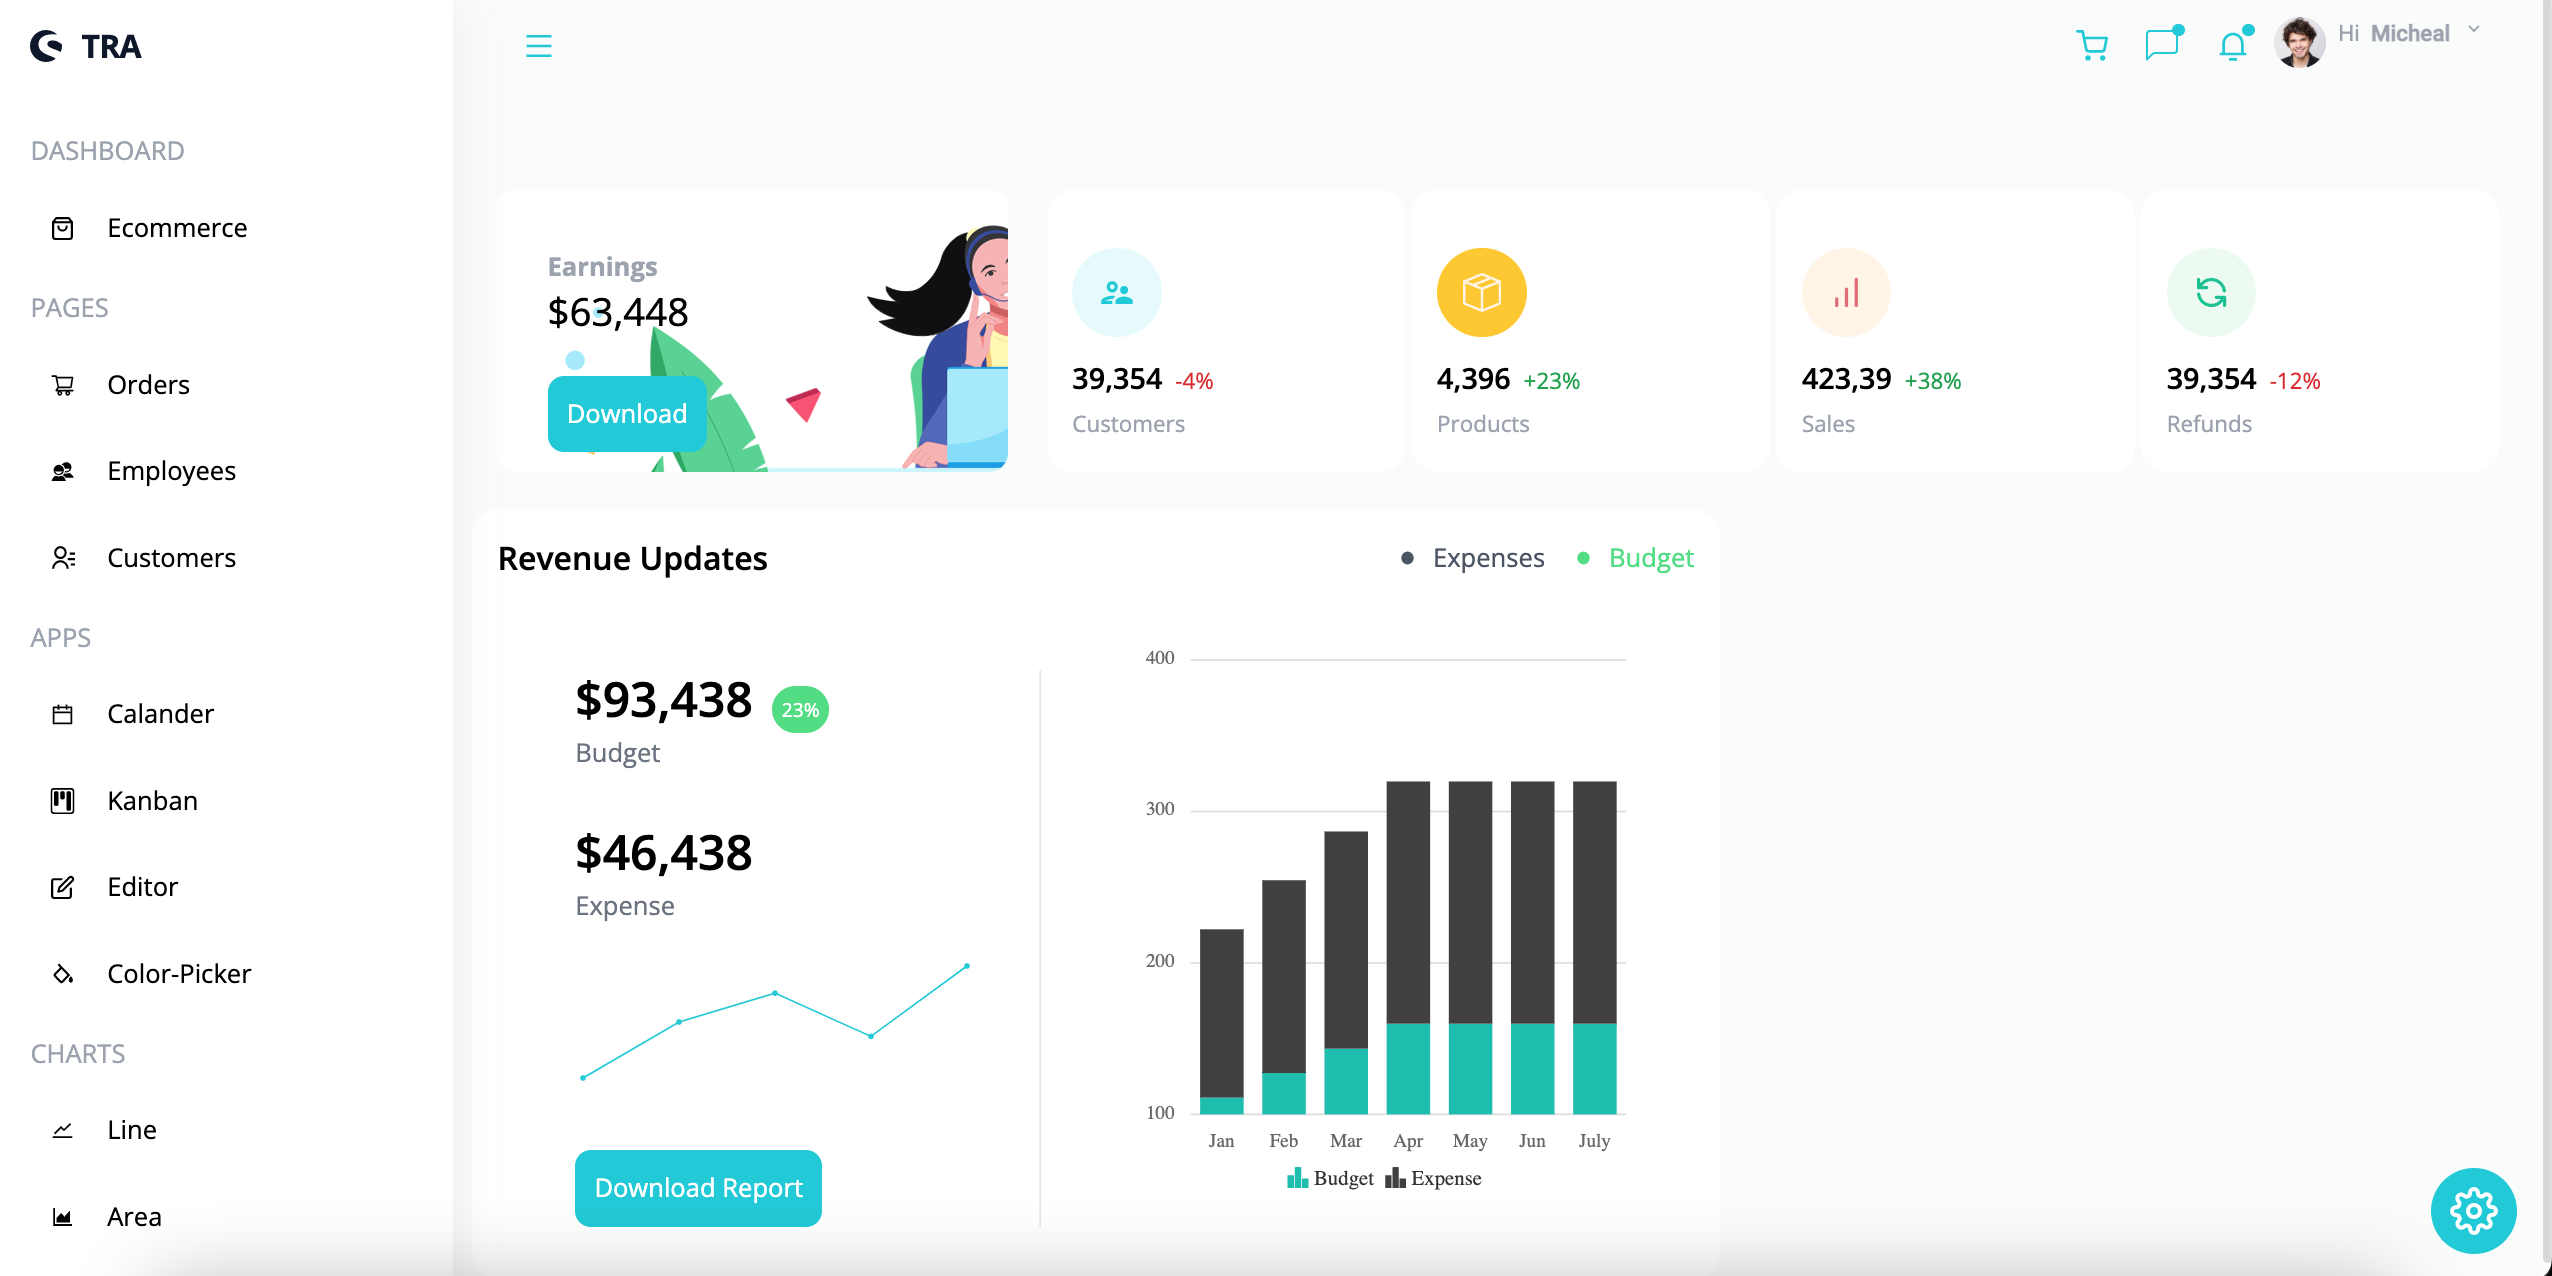 TRA
Hi Micheal
DASHBOARD
Ecommerce
PAGES
Orders
Employees
Customers
APPS
Calander
Kanban
Editor
Color-Picker
CHARTS
Line
Area
Earnings
$63,448
Download
39,354 -4%
Customers
4,396 +23%
Products
423,39 +38%
Sales
39,354 -12%
Refunds
Revenue Updates
Expenses
Budget
$93,438 23%
Budget
$46,438
Expense
Download Report
400
300
200
100
Jan Feb Mar Apr May Jun July
Budget Expense